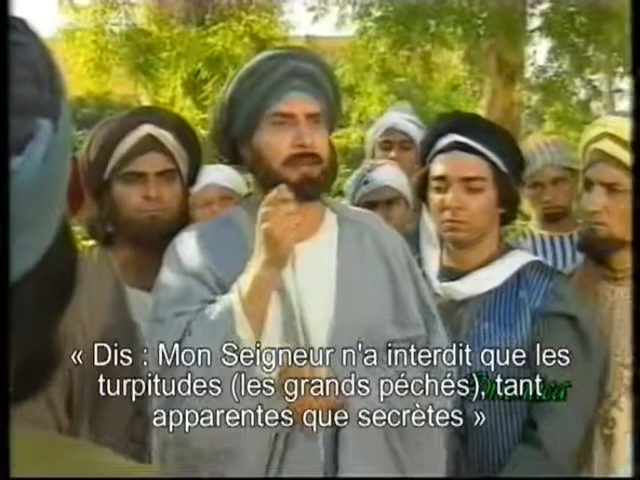 « Dis : Mon Seigneur n'a interdit que les
turpitudes (les grands péchés), tant
apparentes que secrètes »